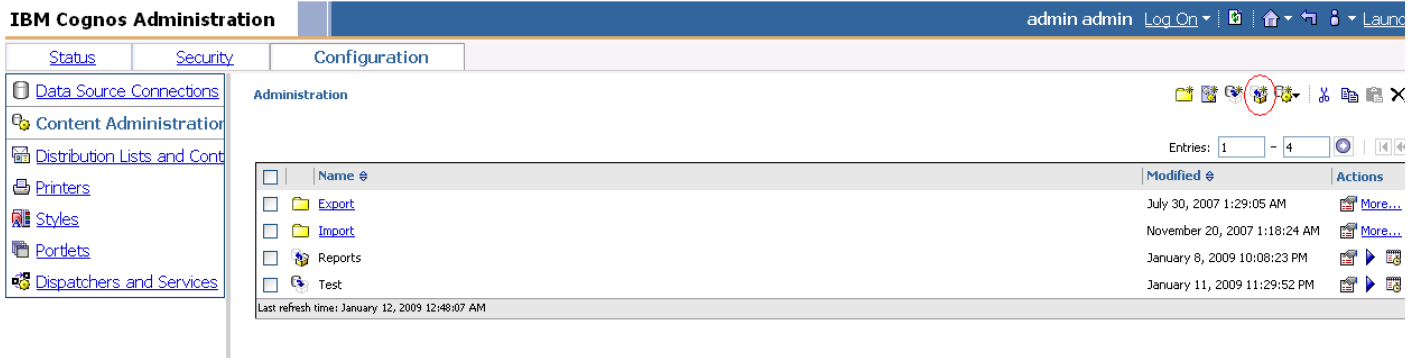 IBM Cognos Administration
admin admin Log On Launc
Status Security Configuration
Data Source Connections
Content Administration
Distribution Lists and Cont
Printers
Styles
Portlets
Dispatchers and Services
Administration
Entries: 1 - 4
Name Modified Actions
Export July 30, 2007 1:29:05 AM More...
Import November 20, 2007 1:18:24 AM More...
Reports January 8, 2009 10:08:23 PM
Test January 11, 2009 11:29:52 PM
Last refresh time: January 12, 2009 12:48:07 AM